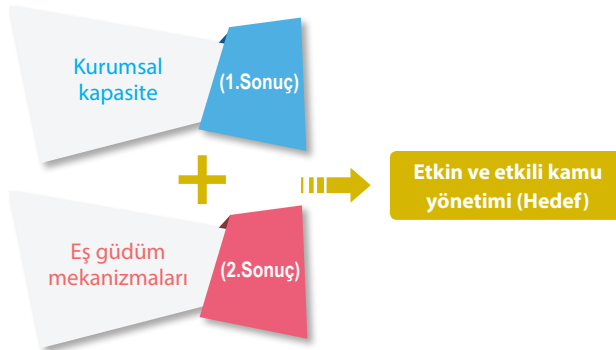 Kurumsal
kapasite
(1.Sonuç)
Etkin ve etkili kamu
yönetimi (Hedef)
Eş güdüm
mekanizmaları
(2.Sonuç)